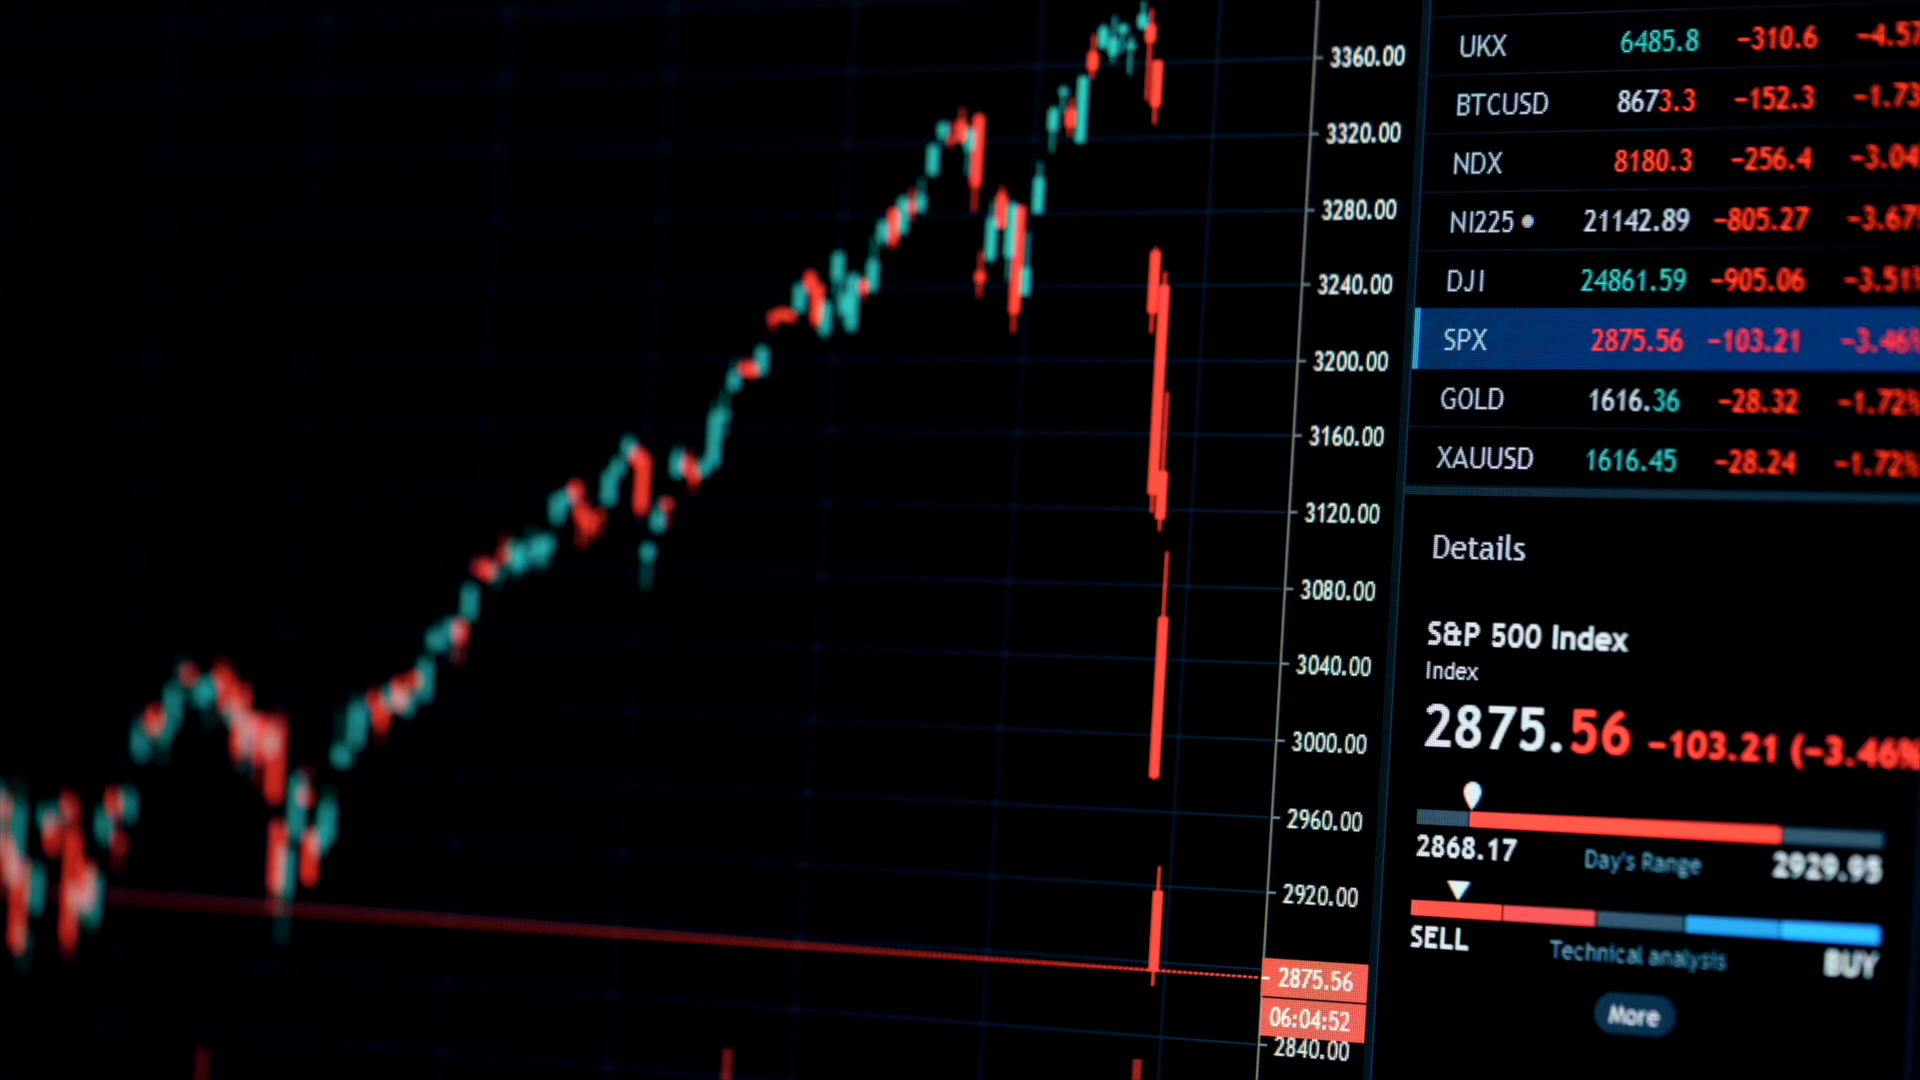 3360.00
3320.00
3280.00
3240.00
3200.00
3160.00
3120.00
3080.00
3040.00
3000.00
2960.00
2920.00
2875.56
06:04:52
2840.00
UKX 6485.8 −310.6 −4.57
BTCUSD 8673.3 −152.3 −1.73
NDX 8180.3 −256.4 −3.04
NI225 21142.89 −805.27 −3.67%
DJI 24861.59 −905.06 −3.51%
SPX 2875.56 −103.21 −3.46%
GOLD 1616.36 −28.32 −1.72%
XAUUSD 1616.45 −28.24 −1.72%
Details
S&P 500 Index
Index
2875.56 −103.21 (−3.46%
2868.17 Day's Range 2929.95
SELL Technical analysis BUY
More